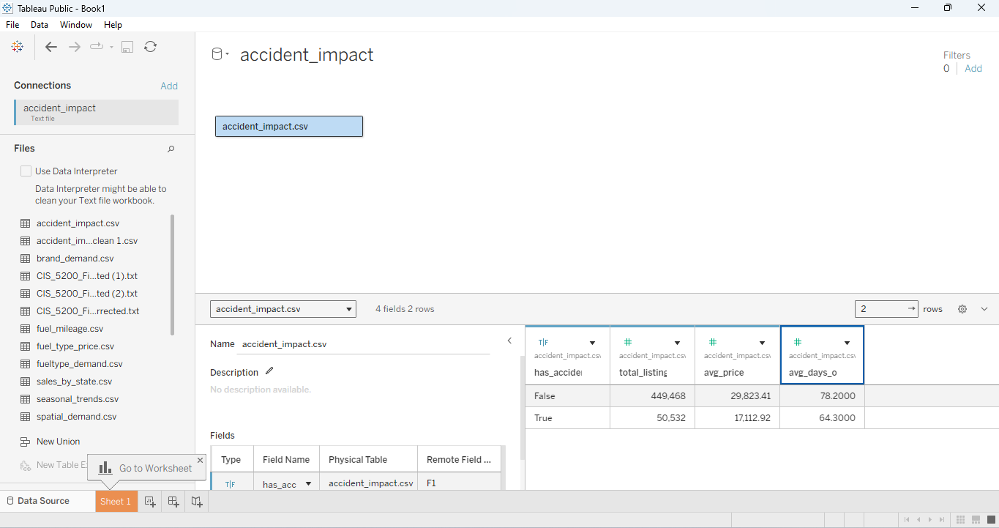 Tableau Public - Book1
File Data Window Help
accident_impact
Filters
0 Add
Connections Add
accident_impact
Text file
accident_impact.csv
Files
Use Data Interpreter
Data Interpreter might be able to
clean your Text file workbook.
accident_impact.csv
accident_im...clean 1.csv
brand_demand.csv
CIS_5200_Fi...ted (1).txt
CIS_5200_Fi...ted (2).txt
CIS_5200_Fi...rrected.txt
fuel_mileage.csv
fuel_type_price.csv
fueltype_demand.csv
sales_by_state.csv
seasonal_trends.csv
spatial_demand.csv
New Union
New Table E
Go to Worksheet
accident_impact.csv 4 fields 2 rows 2 rows
Name accident_impact.csv
Description
No description available.
Fields
Type Field Name Physical Table Remote Field ...
T|F has_acc accident_impact.csv F1
T|F # # #
accident_impact.csv accident_impact.csv accident_impact.csv accident_impact.csv
has_accider total_listing avg_price avg_days_o
False 449,468 29,823.41 78.2000
True 50,532 17,112.92 64.3000
Data Source Sheet 1